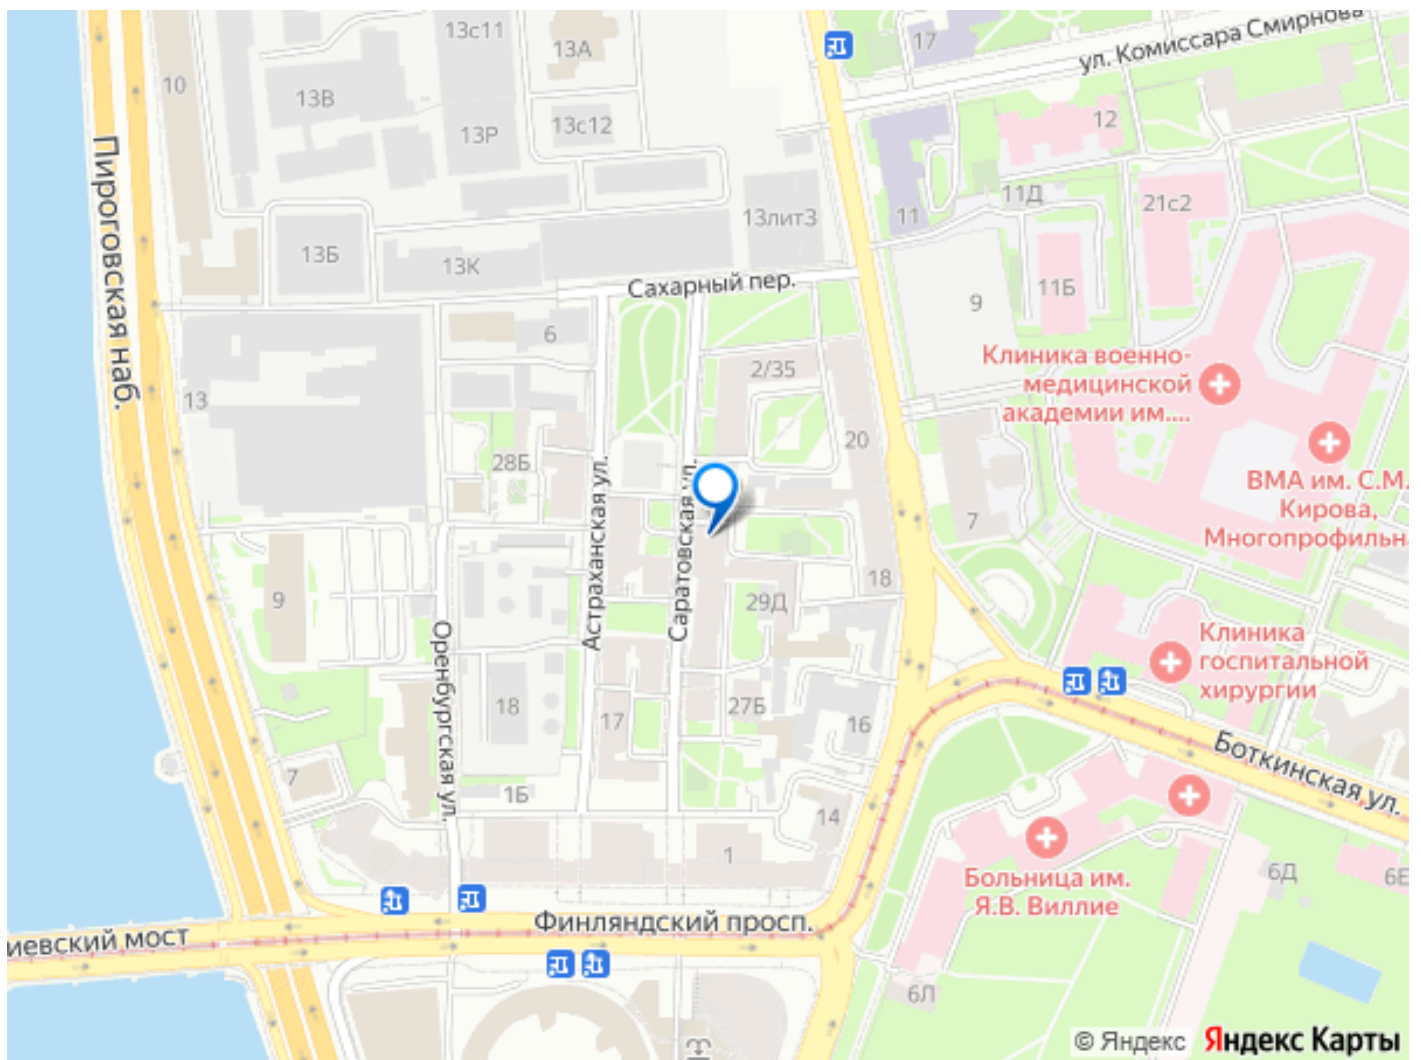 13с11
13А
17
ул. Комиссара Смирнова
10
13В
13Р
13с12
12
Пироговская наб.
11Д
21с2
11
13лит3
13Б
13К
Сахарный пер.
11Б
9
6
Клиника военно-
медицинской
академии им....
2/35
13
20
28Б
Астраханская ул.
Саратовская ул.
ВМА им. С.М.
Кирова,
Многопрофильн
7
18
9
29Д
Оренбургская ул.
Клиника
госпитальной
хирургии
18
17
27Б
16
7
1Б
14
Боткинская ул.
1
Больница им.
Я.В. Виллие
6Д
6Е
Финляндский просп.
иевский мост
6Л
© Яндекс Яндекс Карты